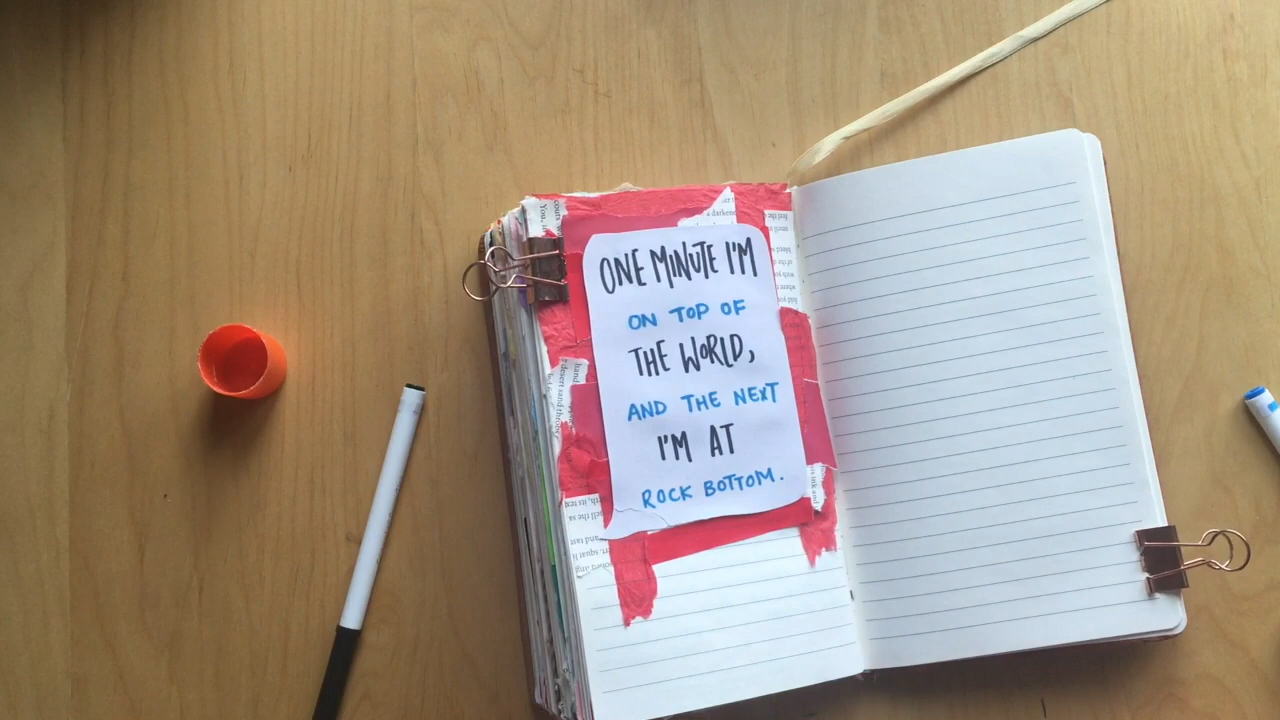 ONE MINUTE I'M
ON TOP OF
THE WORLD,
AND THE NEXT
I'M AT
ROCK BOTTOM.